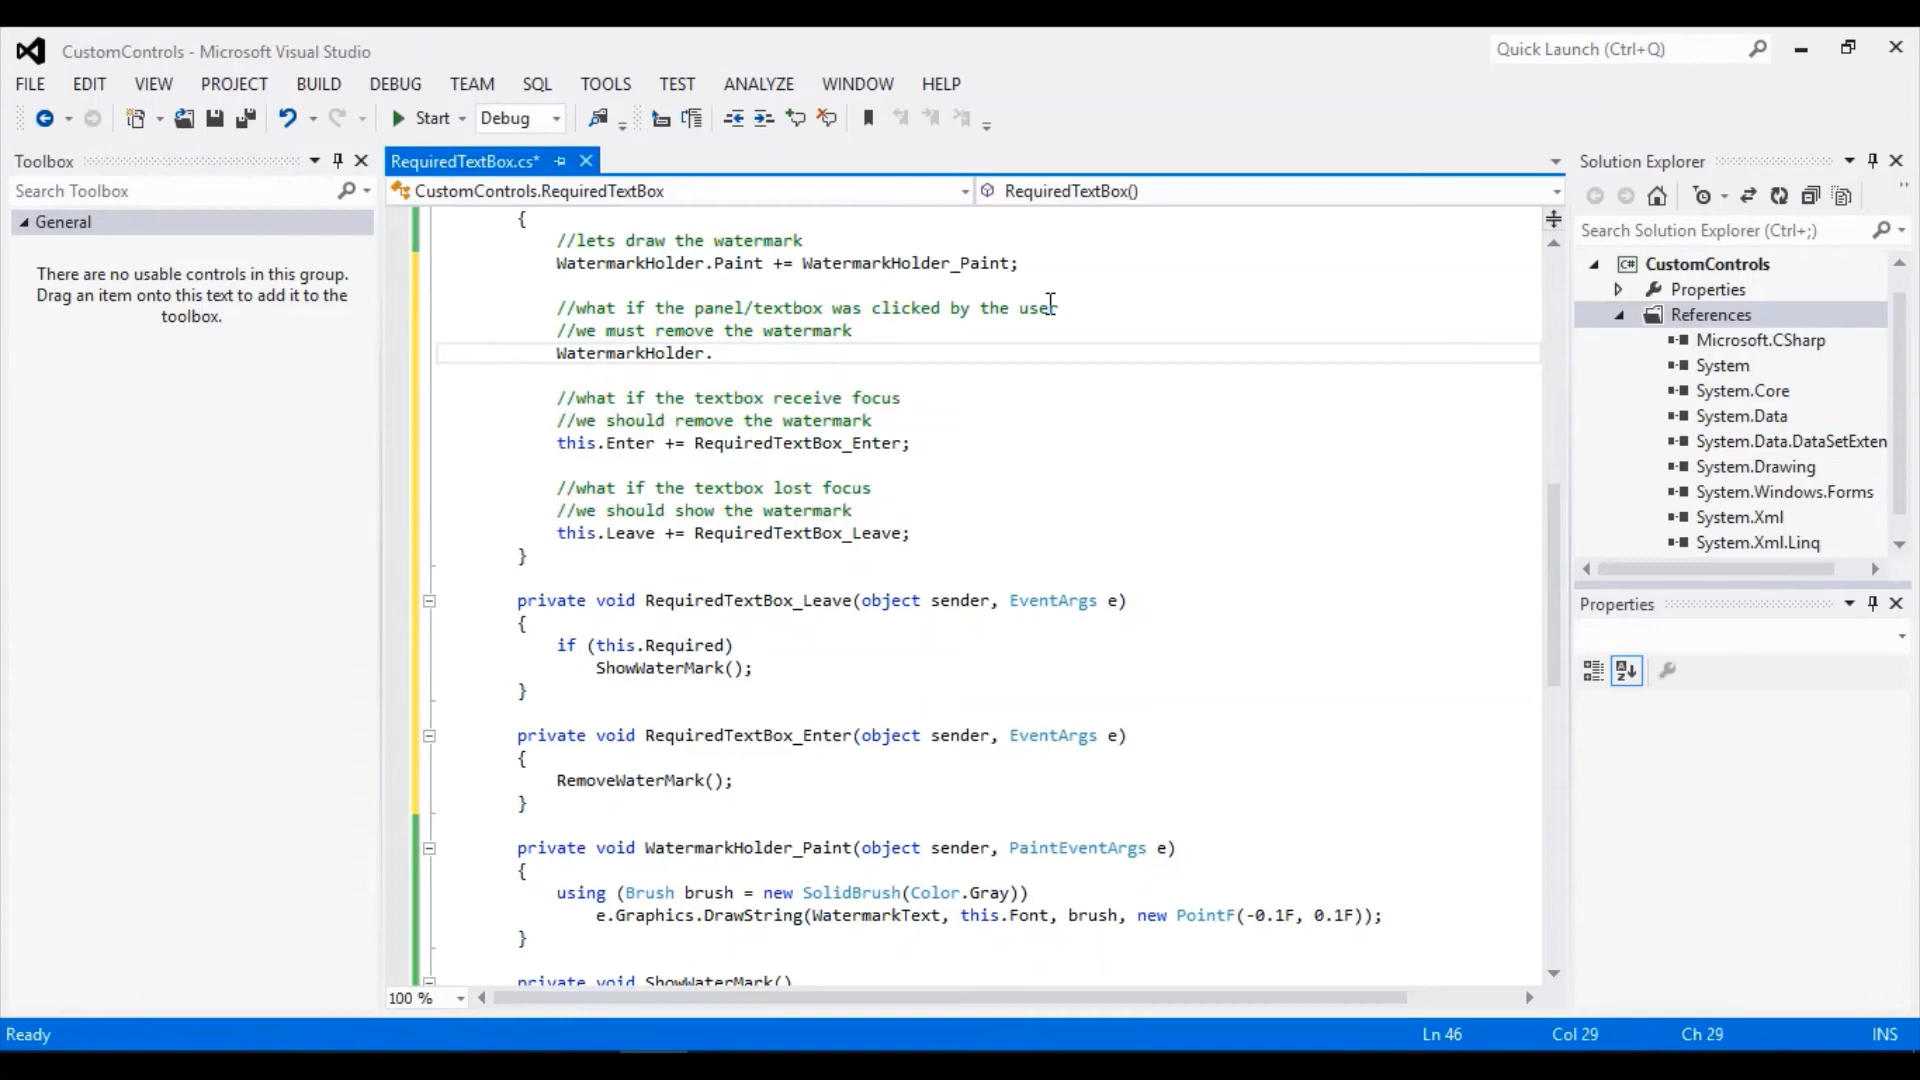 CustomControls - Microsoft Visual Studio
Quick Launch (Ctrl+Q)
FILE EDIT VIEW PROJECT BUILD DEBUG TEAM SQL TOOLS TEST ANALYZE WINDOW HELP
Start Debug
Toolbox
Search Toolbox
General
There are no usable controls in this group.
Drag an item onto this text to add it to the
toolbox.
RequiredTextBox.cs*
CustomControls.RequiredTextBox
RequiredTextBox()
{
//lets draw the watermark
WatermarkHolder.Paint += WatermarkHolder_Paint;
//what if the panel/textbox was clicked by the user
//we must remove the watermark
WatermarkHolder.
//what if the textbox receive focus
//we should remove the watermark
this.Enter += RequiredTextBox_Enter;
//what if the textbox lost focus
//we should show the watermark
this.Leave += RequiredTextBox_Leave;
}
private void RequiredTextBox_Leave(object sender, EventArgs e)
{
if (this.Required)
ShowWaterMark();
}
private void RequiredTextBox_Enter(object sender, EventArgs e)
{
RemoveWaterMark();
}
private void WatermarkHolder_Paint(object sender, PaintEventArgs e)
{
using (Brush brush = new SolidBrush(Color.Gray))
e.Graphics.DrawString(WatermarkText, this.Font, brush, new PointF(-0.1F, 0.1F));
}
private void ShowWaterMark()
100 %
Solution Explorer
Search Solution Explorer (Ctrl+;)
C# CustomControls
Properties
References
Microsoft.CSharp
System
System.Core
System.Data
System.Data.DataSetExten
System.Drawing
System.Windows.Forms
System.Xml
System.Xml.Linq
Properties
Ready
Ln 46
Col 29
Ch 29
INS